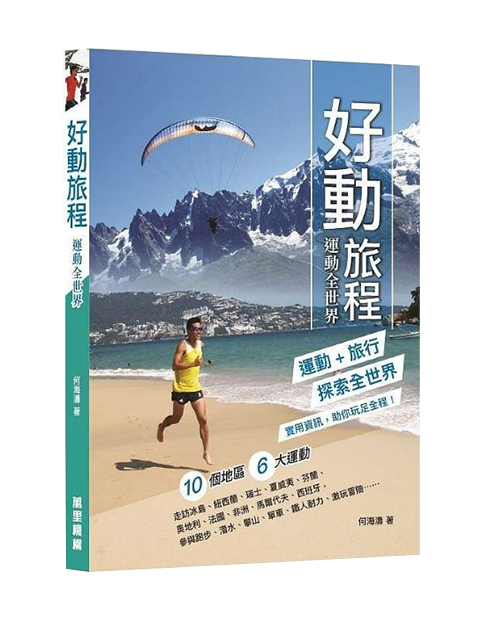 好動旅程
運動全世界
何海濤 著
萬里機構
好動
旅程
運動全世界
運動+旅行
探索全世界
實用資訊，助你玩足全程！
10個地區 6大運動
走訪冰島、紐西蘭、瑞士、夏威夷、芬蘭、
奧地利、法國、非洲、馬爾代夫、西班牙，
參與跑步、潛水、攀山、單車、鐵人耐力、激玩冒險……
何海濤 著